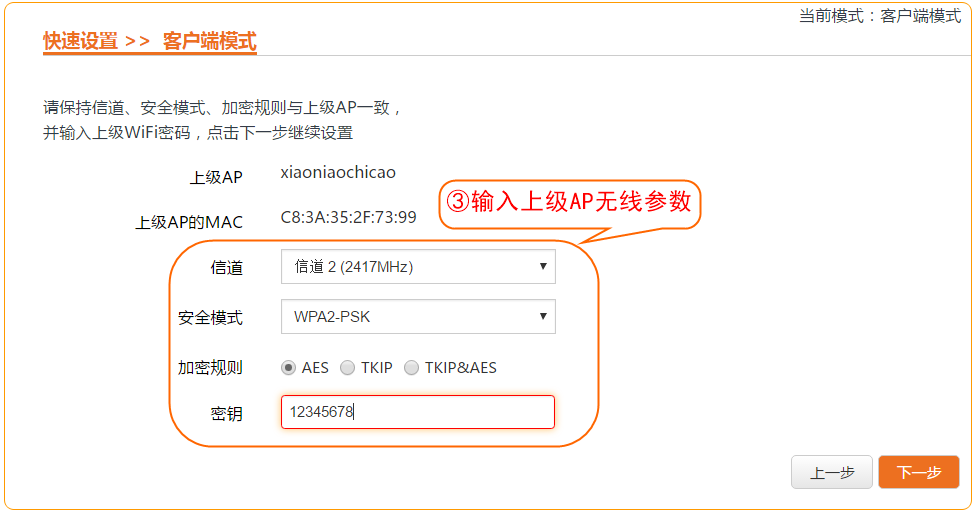 当前模式：客户端模式
快速设置 >> 客户端模式
请保持信道、安全模式、加密规则与上级AP一致，
并输入上级WiFi密码，点击下一步继续设置
上级AP xiaoniaochicao
③输入上级AP无线参数
上级AP的MAC C8:3A:35:2F:73:99
信道 信道 2 (2417MHz)
安全模式 WPA2-PSK
加密规则 AES TKIP TKIP&AES
密钥 12345678
上一步 下一步